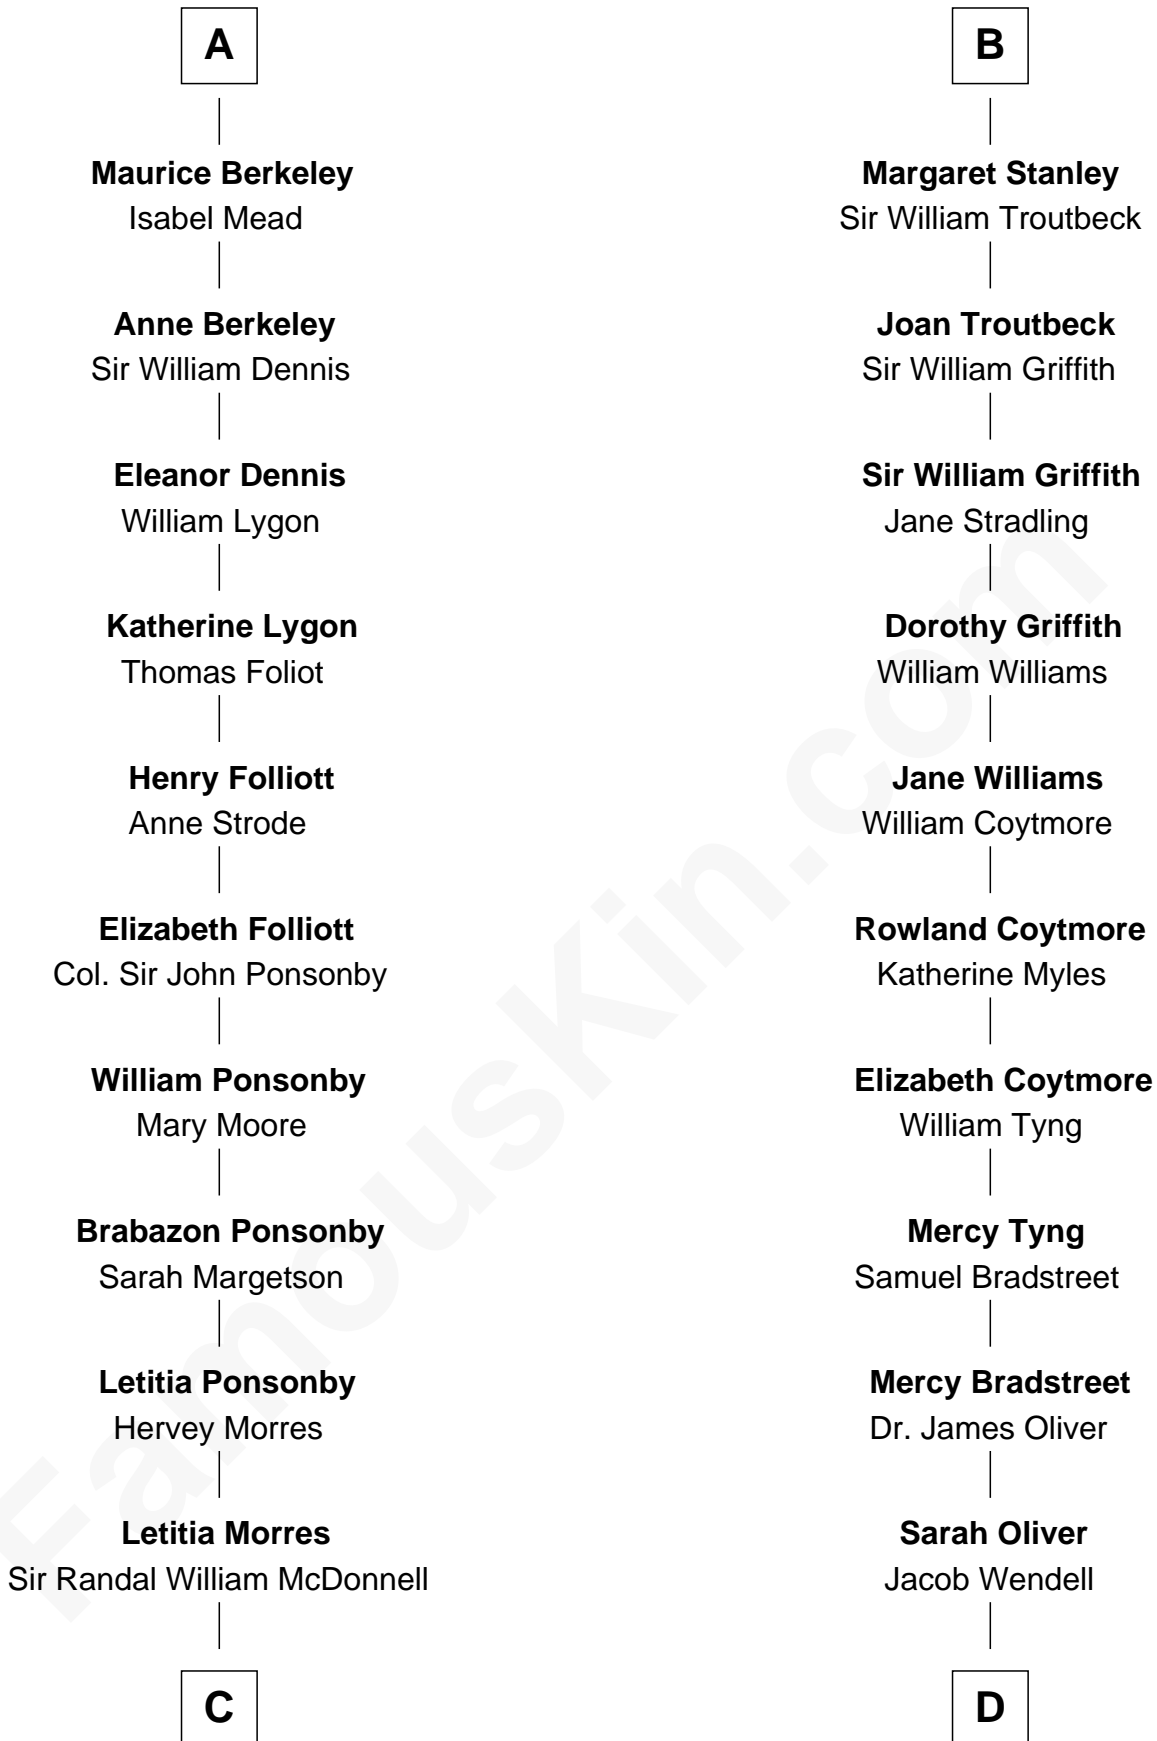 A
Maurice Berkeley
Isabel Mead
Anne Berkeley
Sir William Dennis
Eleanor Dennis
William Lygon
Katherine Lygon
Thomas Foliot
Henry Folliott
Anne Strode
Elizabeth Folliott
Col. Sir John Ponsonby
William Ponsonby
Mary Moore
Brabazon Ponsonby
Sarah Margetson
Letitia Ponsonby
Hervey Morres
Letitia Morres
Sir Randal William McDonnell
C
B
Margaret Stanley
Sir William Troutbeck
Joan Troutbeck
Sir William Griffith
Sir William Griffith
Jane Stradling
Dorothy Griffith
William Williams
Jane Williams
William Coytmore
Rowland Coytmore
Katherine Myles
Elizabeth Coytmore
William Tyng
Mercy Tyng
Samuel Bradstreet
Mercy Bradstreet
Dr. James Oliver
Sarah Oliver
Jacob Wendell
D
FamousKin.com